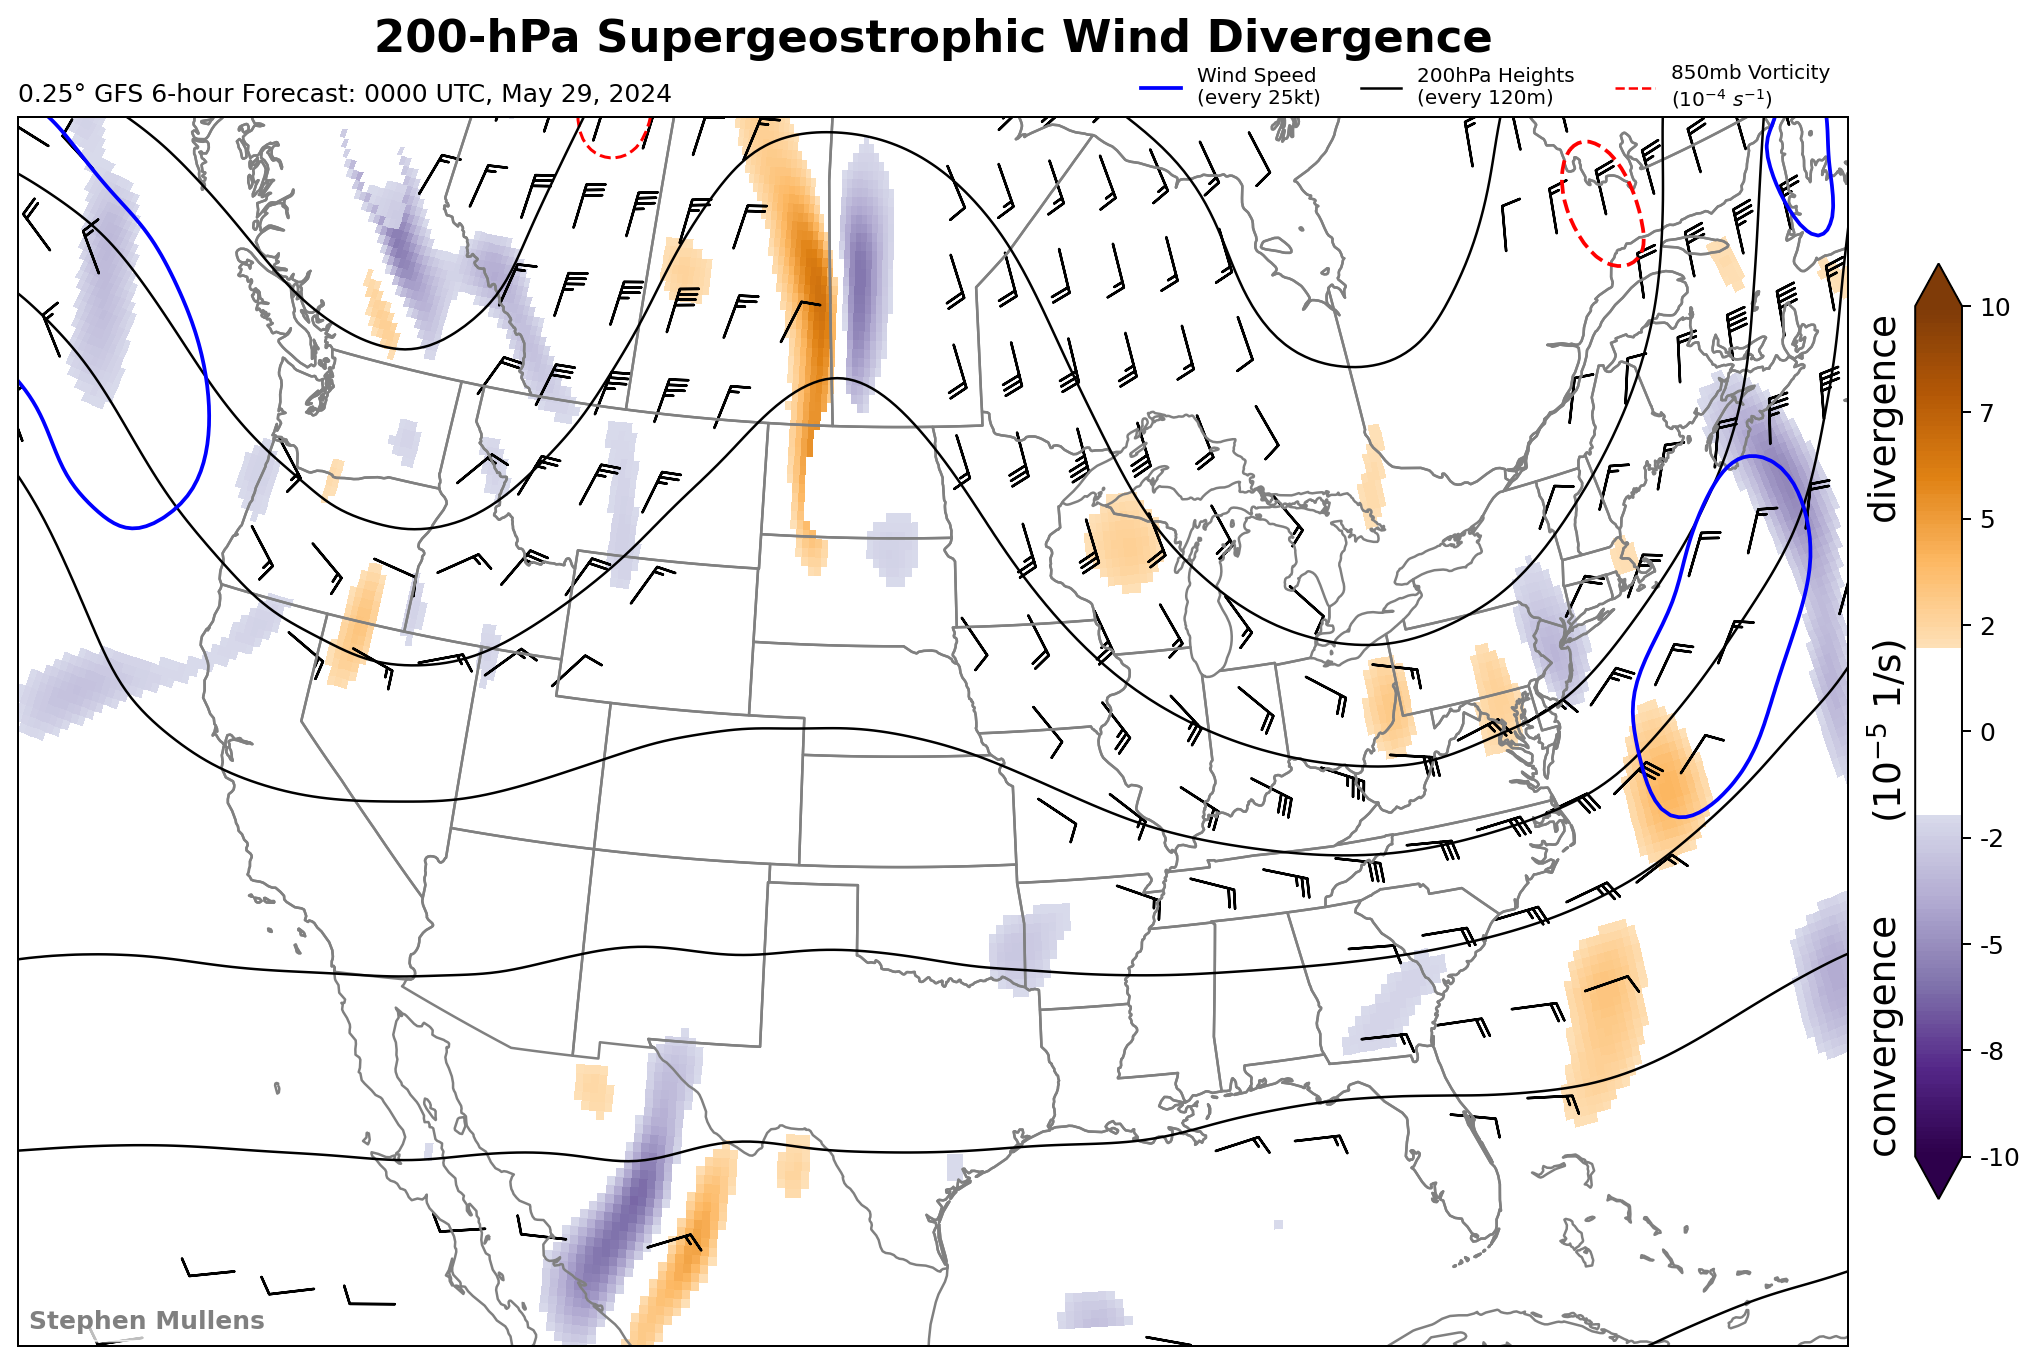 200-hPa Supergeostrophic Wind Divergence
0.25° GFS 6-hour Forecast: 0000 UTC, May 29, 2024
Wind Speed
(every 25kt)
200hPa Heights
(every 120m)
850mb Vorticity
(10⁻⁴ s⁻¹)
10
7
5
2
0
-2
-5
-8
-10
convergence (10⁻⁵ 1/s) divergence
Stephen Mullens